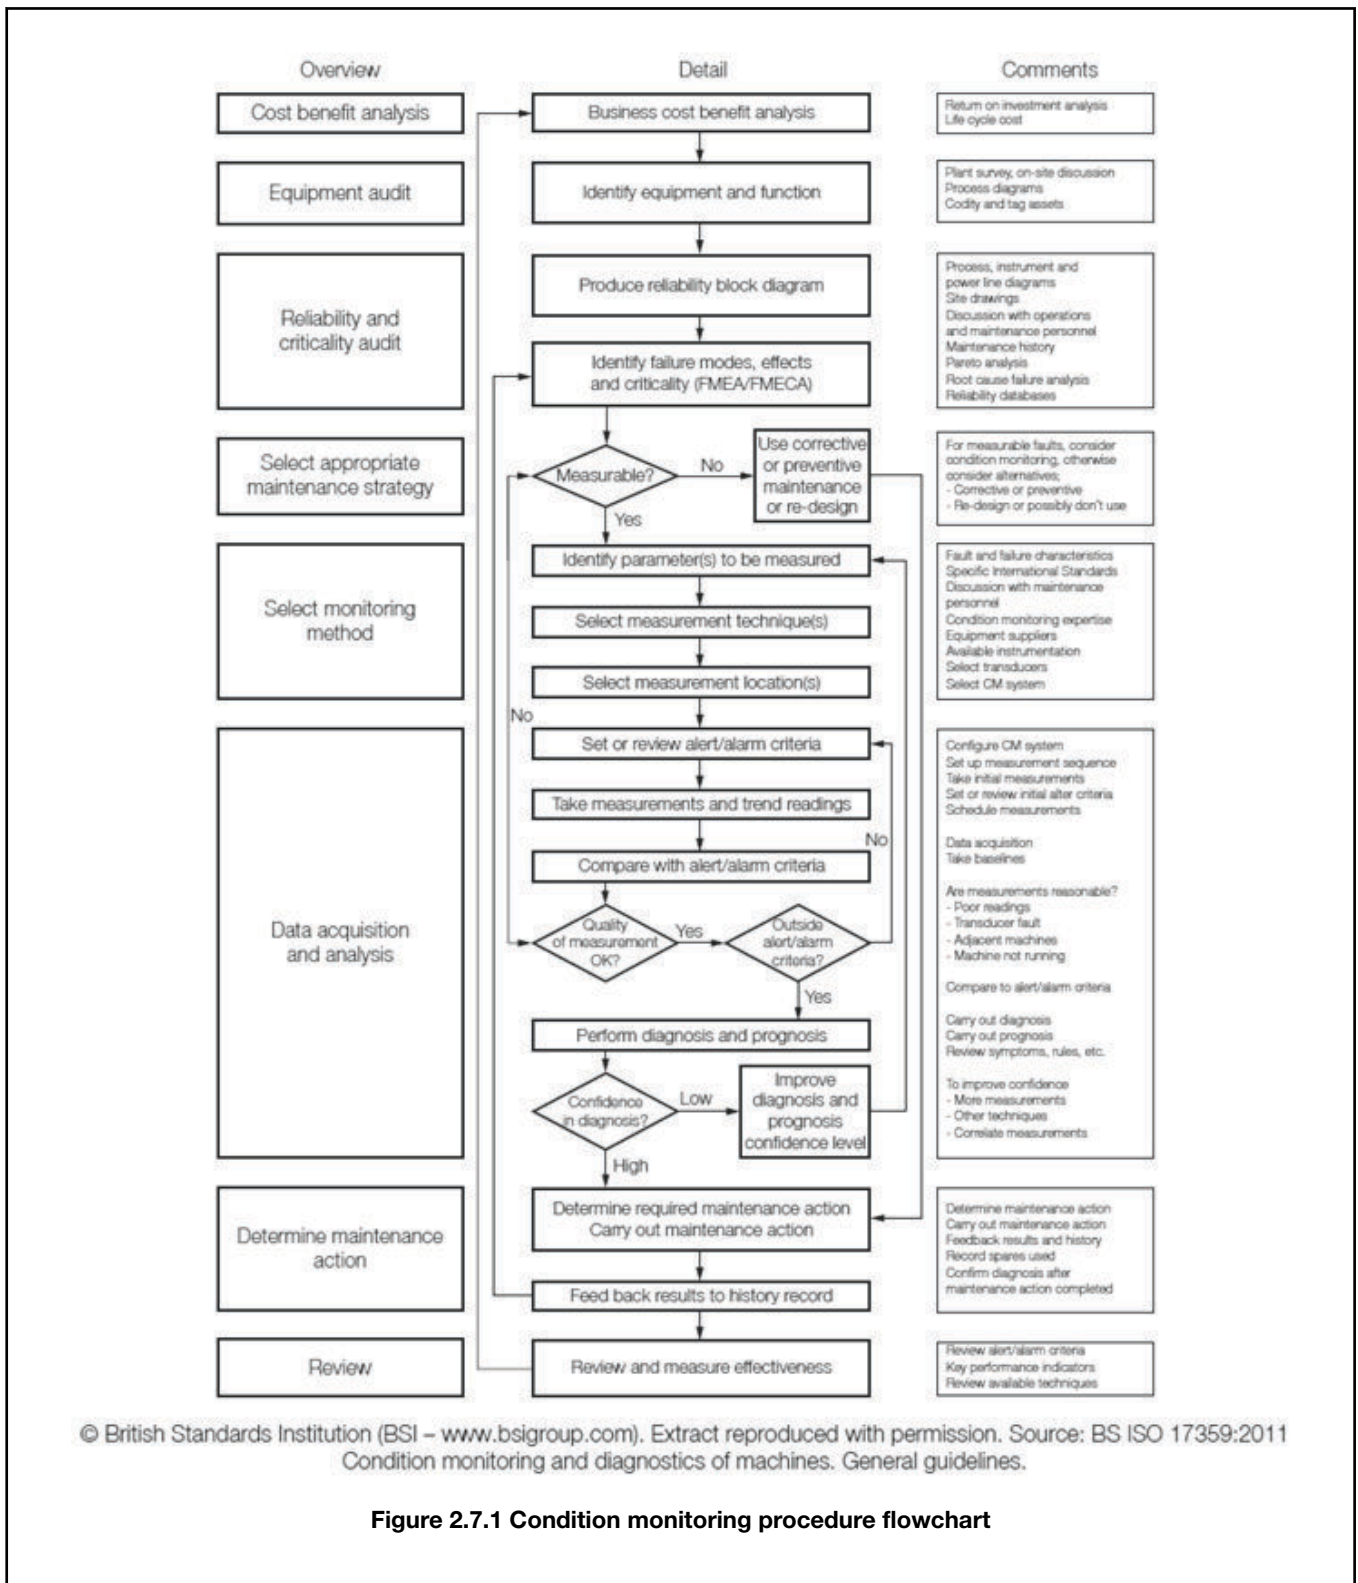 Overview
Detail
Comments
Cost benefit analysis
Business cost benefit analysis
Return on investment analysis
Life cycle cost
Equipment audit
Identify equipment and function
Plant survey, on-site discussion
Process diagrams
Codity and tag assets
Reliability and
criticality audit
Produce reliability block diagram
Identify failure modes, effects
and criticality (FMEA/FMECA)
Process, instrument and
power line diagrams
Site drawings
Discussion with operations
and maintenance personnel
Maintenance history
Pareto analysis
Root cause failure analysis
Reliability databases
Select appropriate
maintenance strategy
Measurable?
No
Use corrective
or preventive
maintenance
or re-design
Yes
For measurable faults, consider
condition monitoring, otherwise
consider alternatives;
- Corrective or preventive
- Re-design or possibly don't use
Select monitoring
method
Identify parameter(s) to be measured
Select measurement technique(s)
Select measurement location(s)
Fault and failure characteristics
Specific International Standards
Discussion with maintenance
personnel
Condition monitoring expertise
Equipment suppliers
Available instrumentation
Select transducers
Select CM system
No
Data acquisition
and analysis
Set or review alert/alarm criteria
Take measurements and trend readings
No
Compare with alert/alarm criteria
Quality
of measurement
OK?
Yes
Outside
alert/alarm
criteria?
Yes
Perform diagnosis and prognosis
Confidence
in diagnosis?
Low
Improve
diagnosis and
prognosis
confidence level
High
Configure CM system
Set up measurement sequence
Take initial measurements
Set or review initial alter criteria
Schedule measurements
Data acquisition
Take baselines
Are measurements reasonable?
- Poor readings
- Transducer fault
- Adjacent machines
- Machine not running
Compare to alert/alarm criteria
Carry out diagnosis
Carry out prognosis
Review symptoms, rules, etc.
To improve confidence
- More measurements
- Other techniques
- Correlate measurements
Determine maintenance
action
Determine required maintenance action
Carry out maintenance action
Feed back results to history record
Determine maintenance action
Carry out maintenance action
Feedback results and history
Record spares used
Confirm diagnosis after
maintenance action completed
Review
Review and measure effectiveness
Review alert/alarm criteria
Key performance indicators
Review available techniques
© British Standards Institution (BSI – www.bsigroup.com). Extract reproduced with permission. Source: BS ISO 17359:2011
Condition monitoring and diagnostics of machines. General guidelines.
Figure 2.7.1 Condition monitoring procedure flowchart